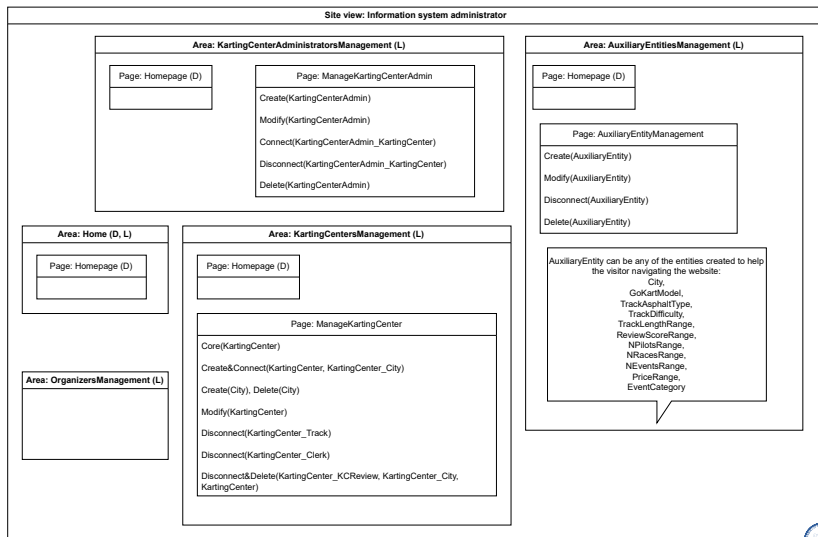 Site view: Information system administrator
Area: KartingCenterAdministratorsManagement (L)
Page: Homepage (D)
Page: ManageKartingCenterAdmin
Create(KartingCenterAdmin)
Modify(KartingCenterAdmin)
Connect(KartingCenterAdmin_KartingCenter)
Disconnect(KartingCenterAdmin_KartingCenter)
Delete(KartingCenterAdmin)
Area: AuxiliaryEntitiesManagement (L)
Page: Homepage (D)
Page: AuxiliaryEntityManagement
Create(AuxiliaryEntity)
Modify(AuxiliaryEntity)
Disconnect(AuxiliaryEntity)
Delete(AuxiliaryEntity)
AuxiliaryEntity can be any of the entities created to help
the visitor navigating the website:
City,
GoKartModel,
TrackAsphaltType,
TrackDifficulty,
TrackLengthRange,
ReviewScoreRange,
NPilotsRange,
NRacesRange,
NEventsRange,
PriceRange,
EventCategory
Area: Home (D, L)
Page: Homepage (D)
Area: KartingCentersManagement (L)
Page: Homepage (D)
Page: ManageKartingCenter
Core(KartingCenter)
Create&Connect(KartingCenter, KartingCenter_City)
Create(City), Delete(City)
Modify(KartingCenter)
Disconnect(KartingCenter_Track)
Disconnect(KartingCenter_Clerk)
Disconnect&Delete(KartingCenter_KCReview, KartingCenter_City,
KartingCenter)
Area: OrganizersManagement (L)